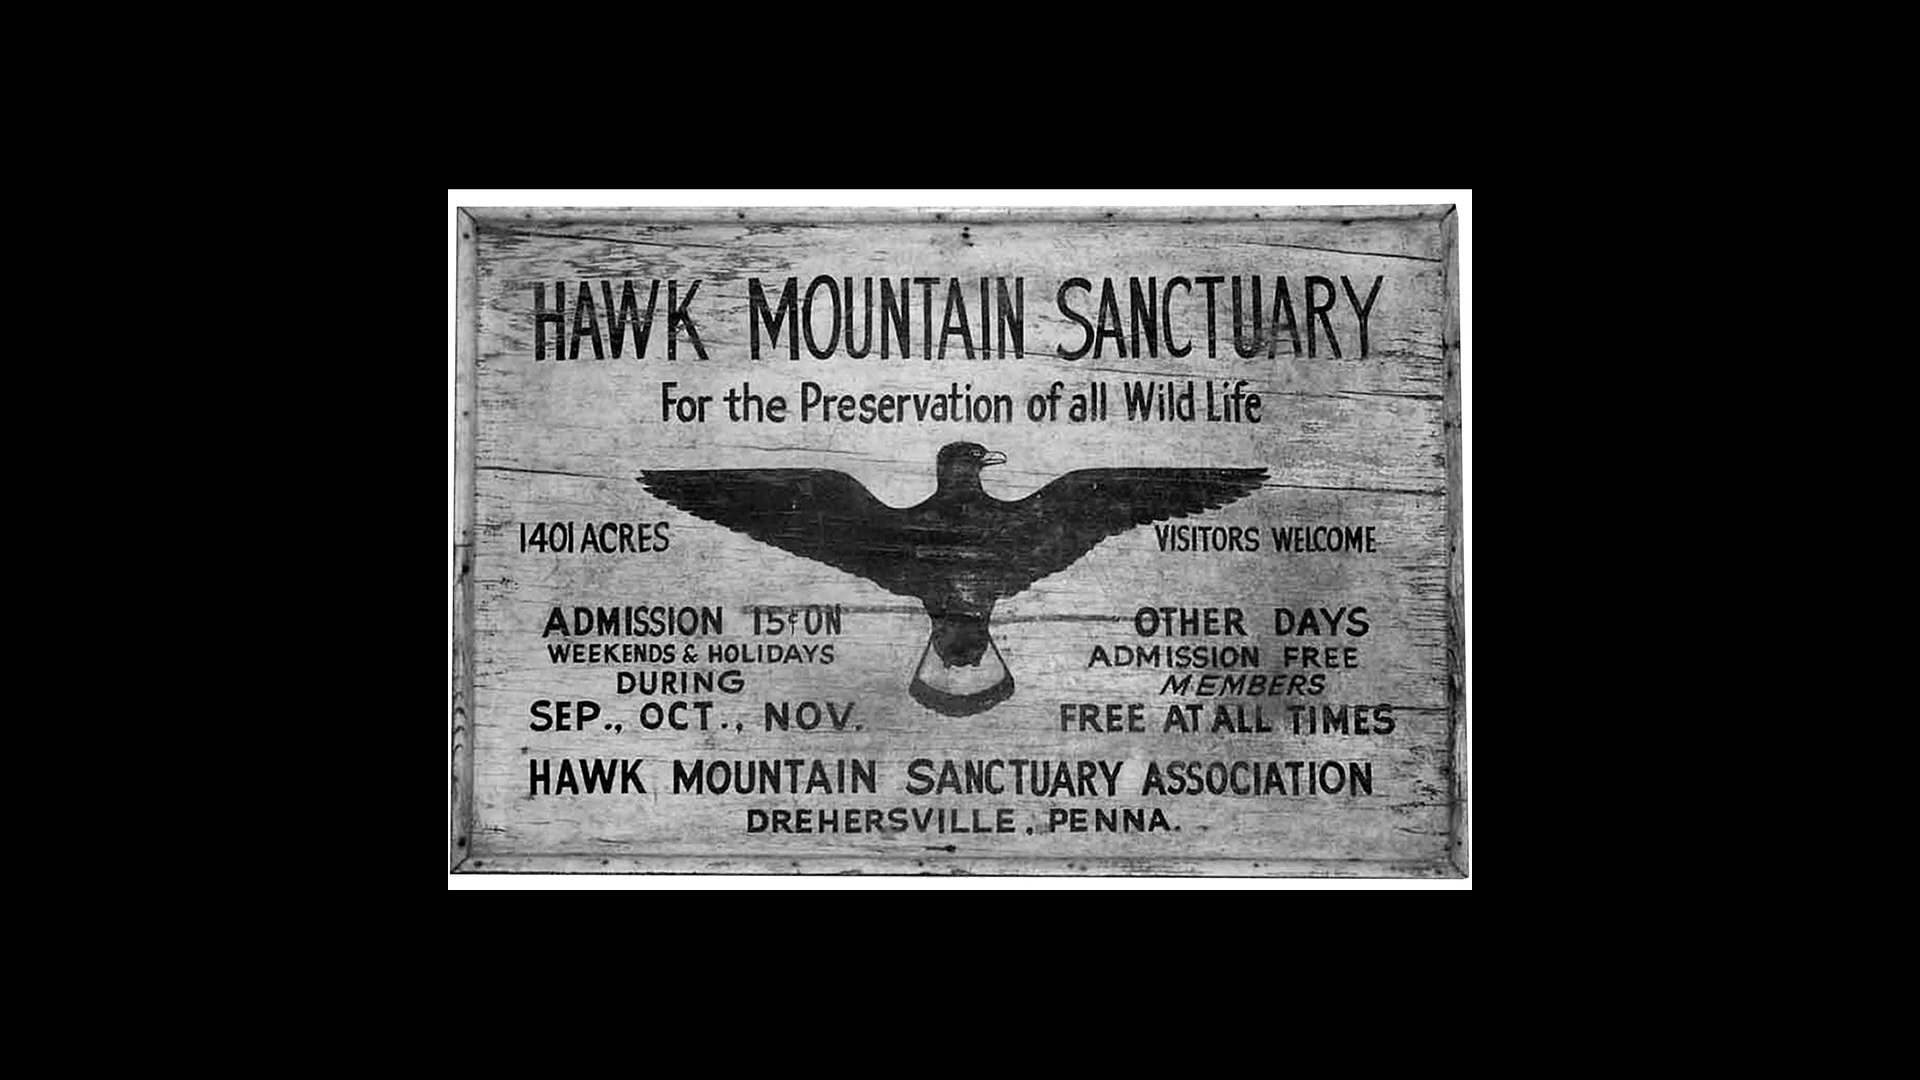 HAWK MOUNTAIN SANCTUARY
For the Preservation of all Wild Life
1401 ACRES
VISITORS WELCOME
ADMISSION 15¢ ON
WEEKENDS & HOLIDAYS
DURING
SEP., OCT., NOV.
OTHER DAYS
ADMISSION FREE
MEMBERS
FREE AT ALL TIMES
HAWK MOUNTAIN SANCTUARY ASSOCIATION
DREHERSVILLE, PENNA.